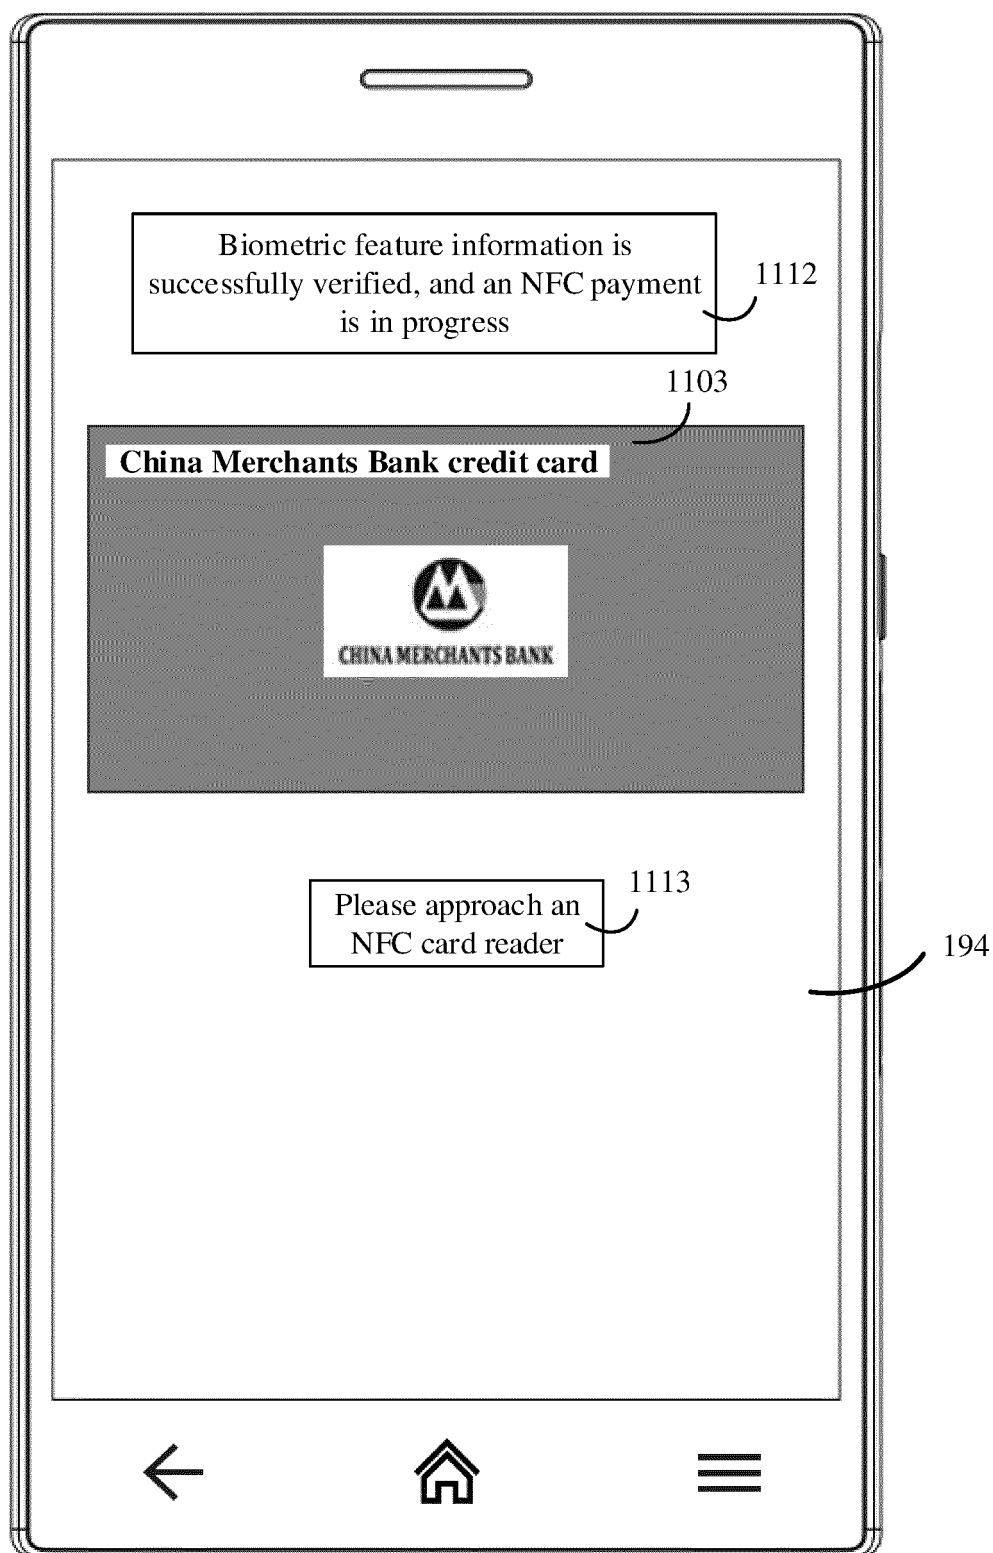 Biometric feature information is
successfully verified, and an NFC payment
is in progress
1112
1103
China Merchants Bank credit card
CHINA MERCHANTS BANK
1113
Please approach an
NFC card reader
194